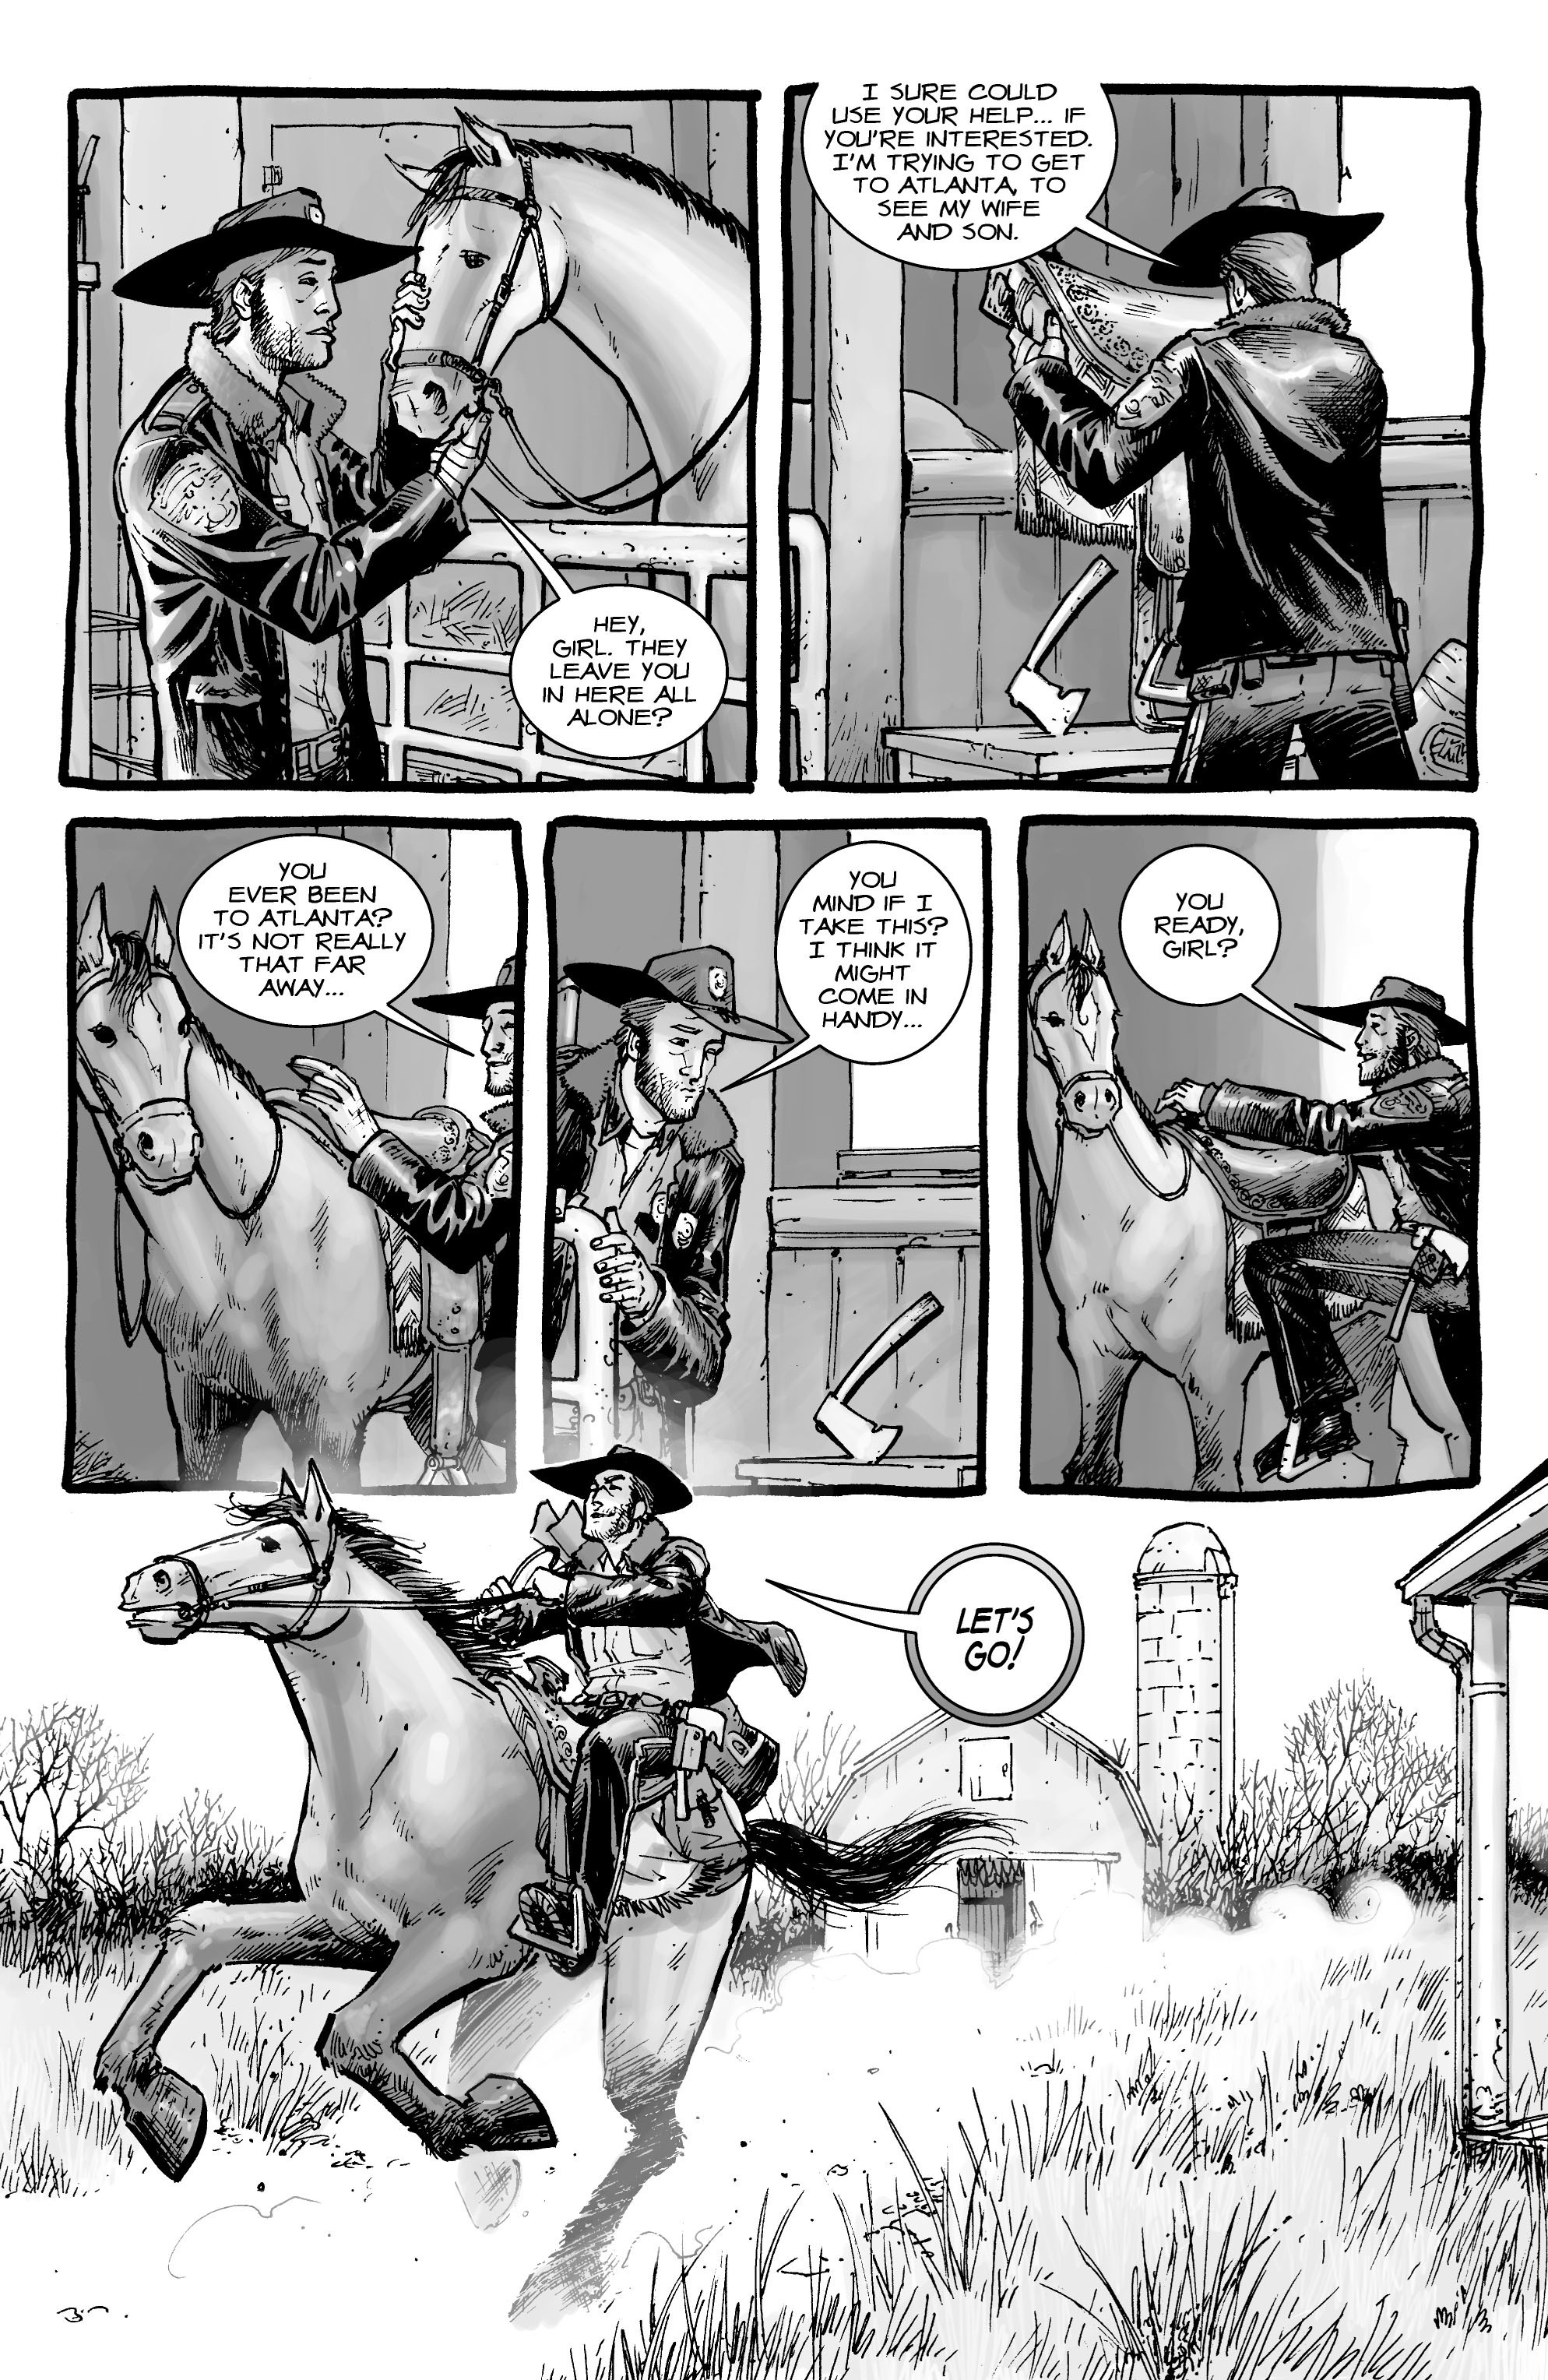 HEY,
GIRL. THEY
LEAVE YOU
IN HERE ALL
ALONE?
I SURE COULD
USE YOUR HELP... IF
YOU'RE INTERESTED.
I'M TRYING TO GET
TO ATLANTA, TO
SEE MY WIFE
AND SON.
YOU
EVER BEEN
TO ATLANTA?
IT'S NOT REALLY
THAT FAR
AWAY...
YOU
MIND IF I
TAKE THIS?
I THINK IT
MIGHT
COME IN
HANDY...
YOU
READY,
GIRL?
LET'S
GO!